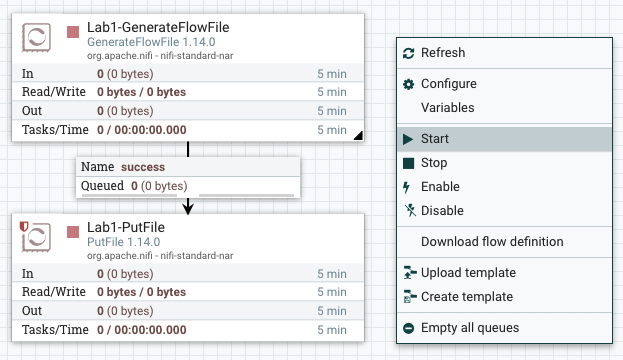 Lab1-GenerateFlowFile
GenerateFlowFile 1.14.0
org.apache.nifi - nifi-standard-nar
In 0 (0 bytes) 5 min
Read/Write 0 bytes / 0 bytes 5 min
Out 0 (0 bytes) 5 min
Tasks/Time 0 / 00:00:00.000 5 min
Name success
Queued 0 (0 bytes)
Lab1-PutFile
PutFile 1.14.0
org.apache.nifi - nifi-standard-nar
In 0 (0 bytes) 5 min
Read/Write 0 bytes / 0 bytes 5 min
Out 0 (0 bytes) 5 min
Tasks/Time 0 / 00:00:00.000 5 min
Refresh
Configure
Variables
Start
Stop
Enable
Disable
Download flow definition
Upload template
Create template
Empty all queues